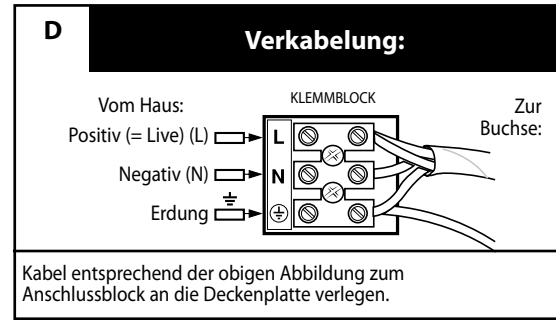 D
Verkabelung:
Vom Haus:
KLEMMBLOCK
Zur
Buchse:
Positiv (= Live) (L)
L
Negativ (N)
N
Erdung
Kabel entsprechend der obigen Abbildung zum
Anschlussblock an die Deckenplatte verlegen.